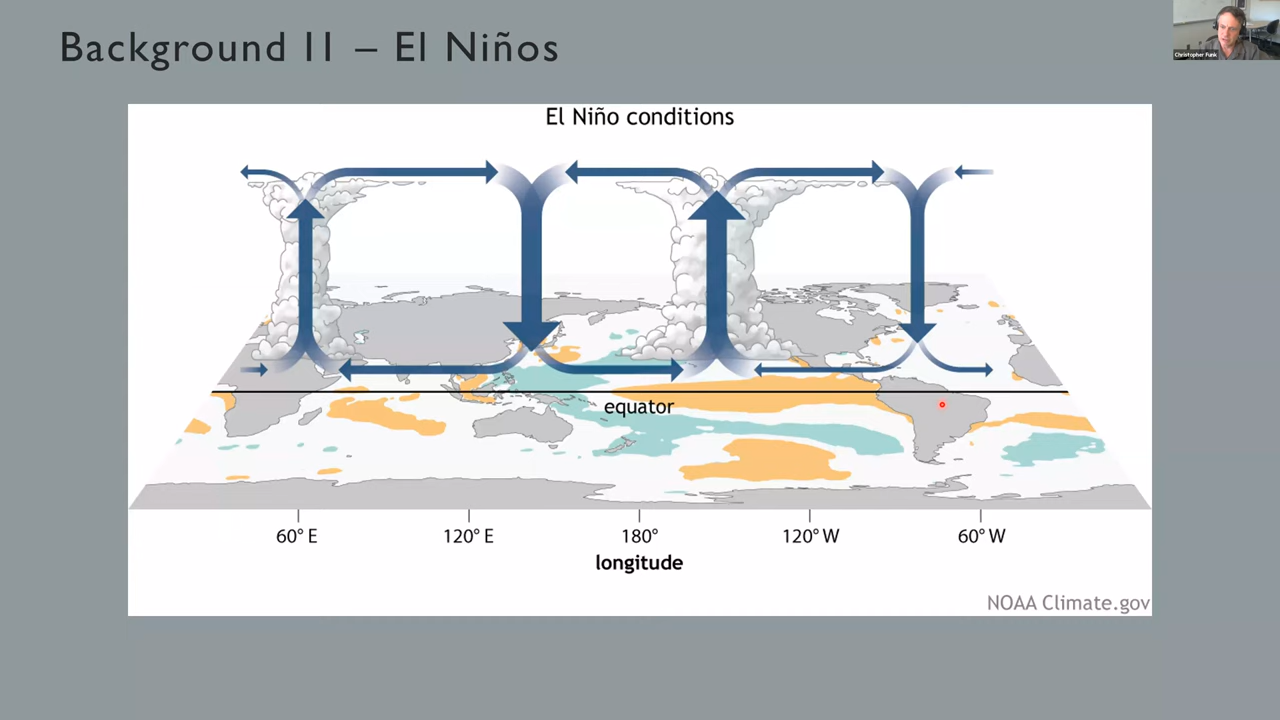 Background II – El Niños
Christopher Funk
El Niño conditions
equator
60° E
120° E
180°
120° W
60° W
longitude
NOAA Climate.gov